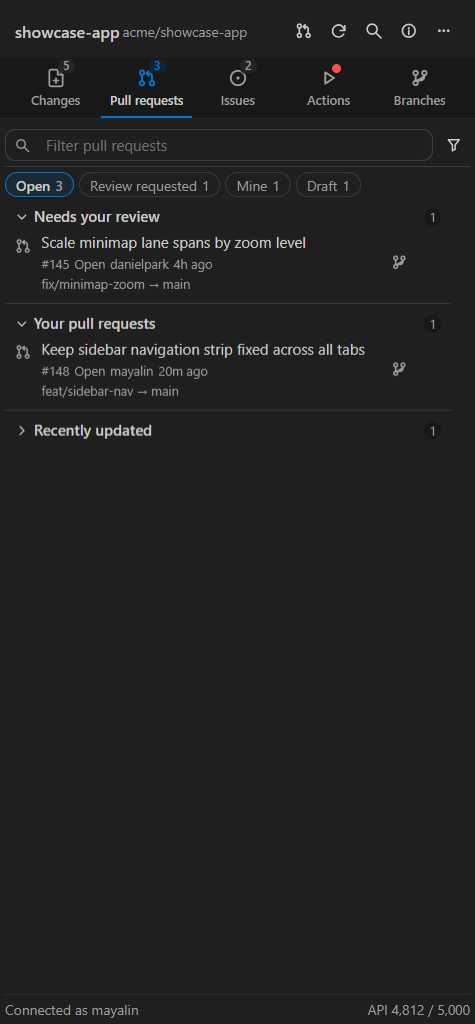 showcase-app acme/showcase-app
5 3 2
Changes Pull requests Issues Actions Branches
Filter pull requests
Open 3 Review requested 1 Mine 1 Draft 1
Needs your review 1
Scale minimap lane spans by zoom level
#145 Open danielpark 4h ago
fix/minimap-zoom → main
Your pull requests 1
Keep sidebar navigation strip fixed across all tabs
#148 Open mayalin 20m ago
feat/sidebar-nav → main
Recently updated 1
Connected as mayalin API 4,812 / 5,000